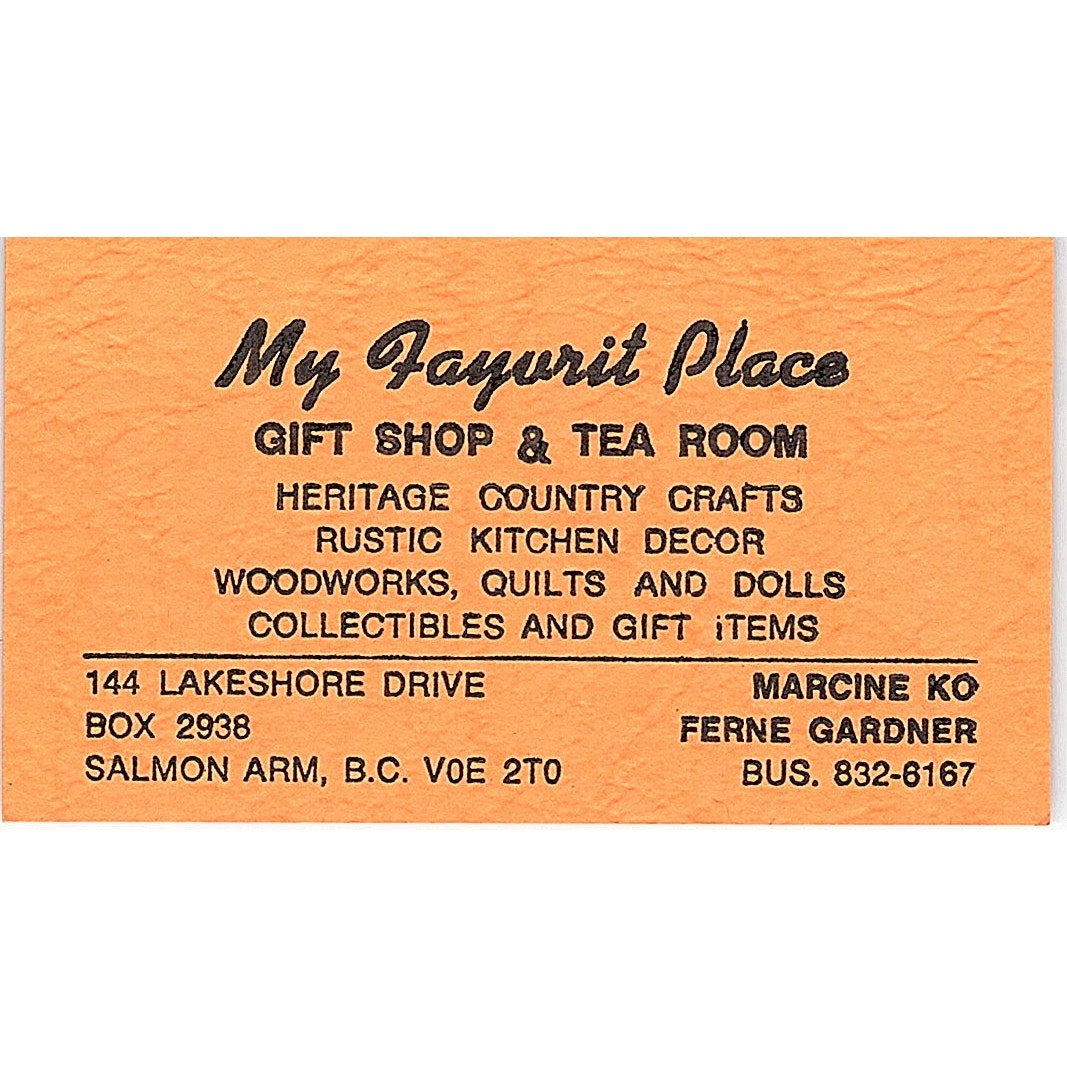 My Fayvrit Place
GIFT SHOP & TEA ROOM
HERITAGE COUNTRY CRAFTS
RUSTIC KITCHEN DECOR
WOODWORKS, QUILTS AND DOLLS
COLLECTIBLES AND GIFT iTEMS
144 LAKESHORE DRIVE
BOX 2938
SALMON ARM, B.C. V0E 2T0
MARCINE KO
FERNE GARDNER
BUS. 832-6167